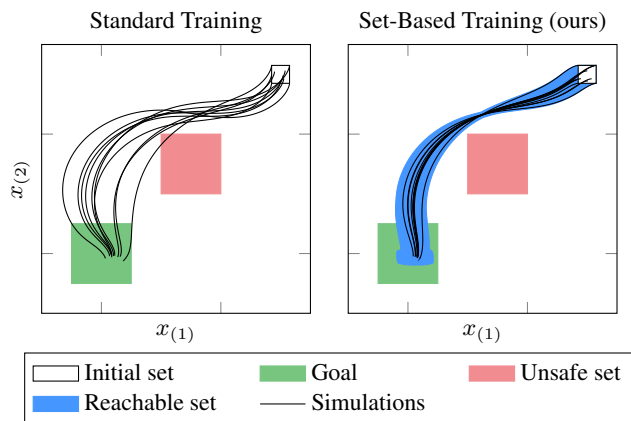 Standard Training
Set-Based Training (ours)
x(2)
x(1)
x(1)
Initial set
Goal
Unsafe set
Reachable set
Simulations